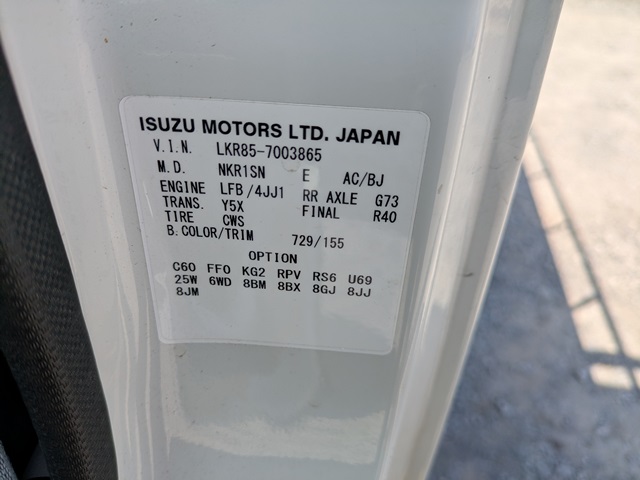 ISUZU MOTORS LTD. JAPAN
V.I.N. LKR85-7003865
M.D. NKR1SN E AC/BJ
ENGINE LFB/4JJ1 RR AXLE G73
TRANS. Y5X FINAL R40
TIRE CWS
B.COLOR/TRIM 729/155
OPTION
C60 FF0 KG2 RPV RS6 U69
25W 6WD 8BM 8BX 8GJ 8JJ
8JM